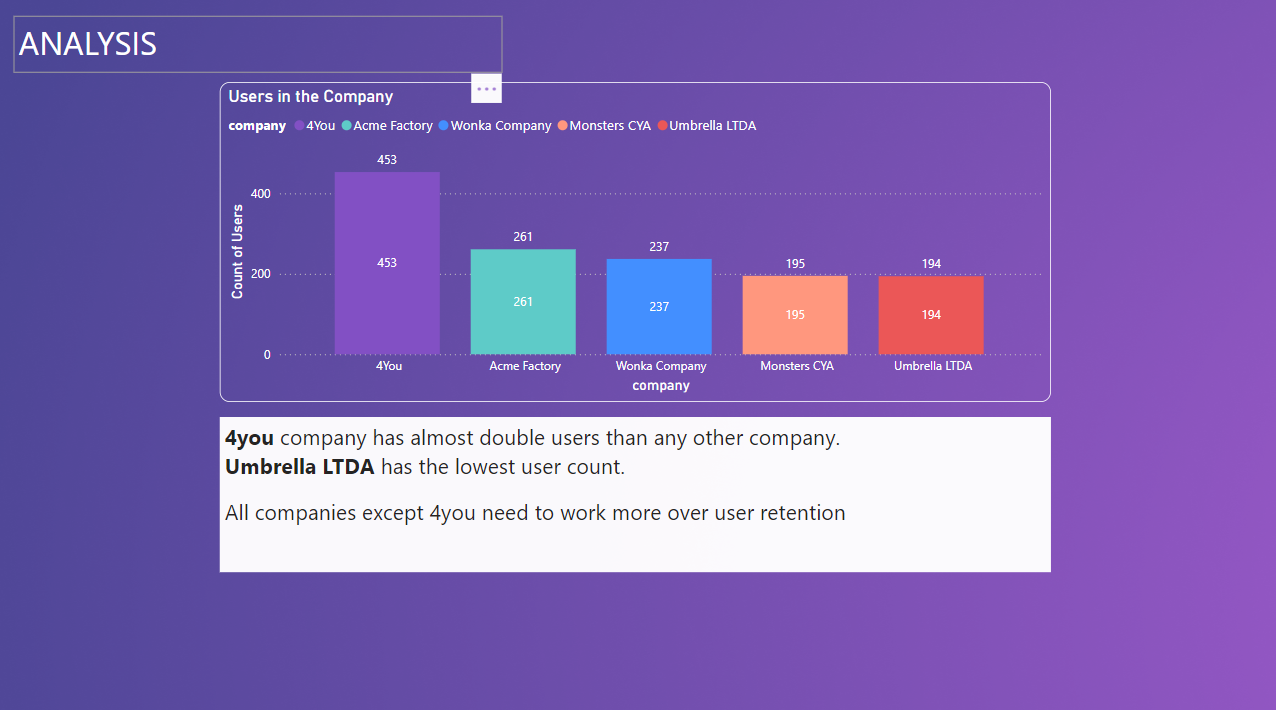 ANALYSIS
Users in the Company
company 4You Acme Factory Wonka Company Monsters CYA Umbrella LTDA
453
261
237
195
194
400
200
0
Count of Users
453
261
237
195
194
4You Acme Factory Wonka Company Monsters CYA Umbrella LTDA
company
4you company has almost double users than any other company.
Umbrella LTDA has the lowest user count.
All companies except 4you need to work more over user retention